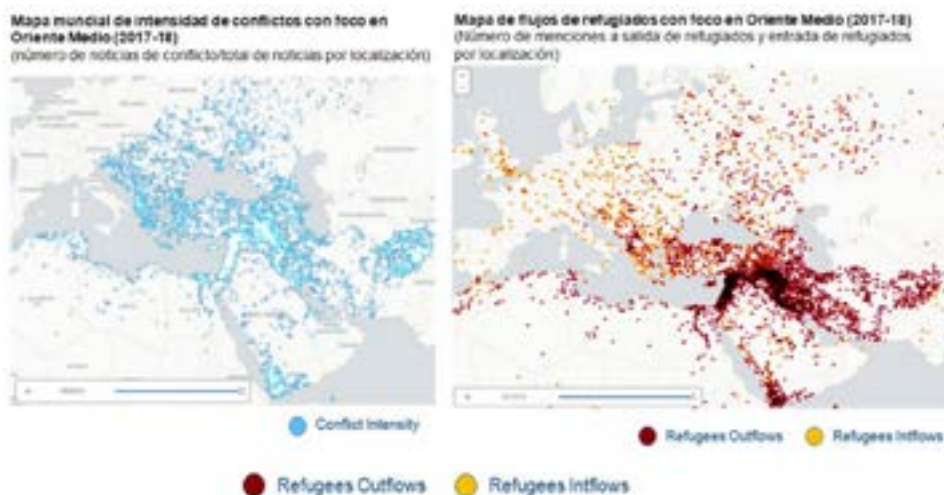 Mapa mundial de intensidad de conflictos con foco en
Oriente Medio (2017-18)
(número de noticias de conflicto/total de noticias por localización)
Mapa de flujos de refugiados con foco en Oriente Medio (2017-18)
(Número de menciones a salida de refugiados y entrada de refugiados
por localización)
Conflict Intensity
Refugees Outflows
Refugees Intflows
Refugees Outflows
Refugees Intflows